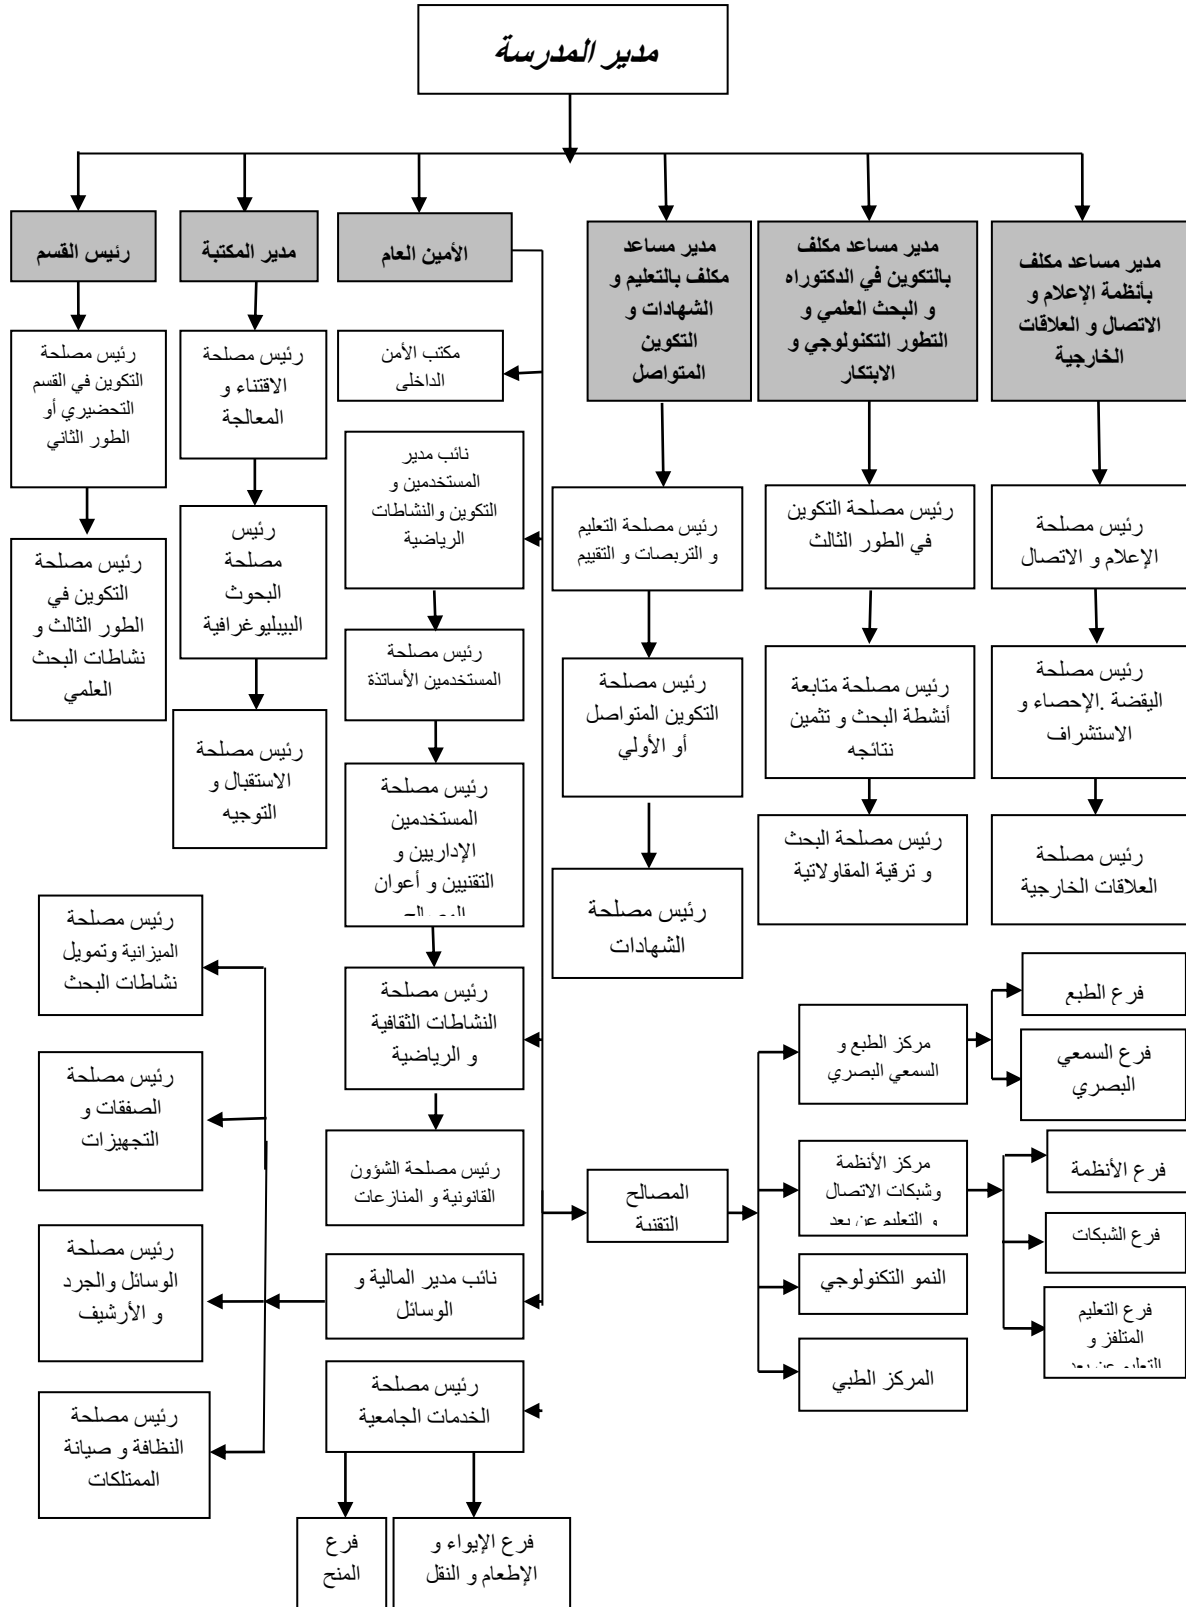 مدير المدرسة
مدير مساعد مكلف
بأنظمة الإعلام و
الاتصال و العلاقات
الخارجية
مدير مساعد مكلف
بالتكوين في الدكتوراه
و البحث العلمي و
التطور التكنولوجي و
الابتكار
مدير مساعد
مكلف بالتعليم و
الشهادات و
التكوين
المتواصل
الأمين العام
مدير المكتبة
رئيس القسم
رئيس مصلحة
الإعلام و الاتصال
رئيس مصلحة
اليقضة .الإحصاء و
الاستشراف
رئيس مصلحة
العلاقات الخارجية
رئيس مصلحة التكوين
في الطور الثالث
رئيس مصلحة متابعة
أنشطة البحث و تثمين
نتائجه
رئيس مصلحة البحث
و ترقية المقاولاتية
رئيس مصلحة التعليم
و التربصات و التقييم
رئيس مصلحة
التكوين المتواصل
أو الأولي
رئيس مصلحة
الشهادات
مكتب الأمن
الداخلي
نائب مدير
المستخدمين و
التكوين والنشاطات
الرياضية
رئيس مصلحة
المستخدمين الأساتذة
رئيس مصلحة
المستخدمين
الإداريين و
التقنيين و أعوان
المصالح
رئيس مصلحة
النشاطات الثقافية
و الرياضية
رئيس مصلحة الشؤون
القانونية و المنازعات
نائب مدير المالية و
الوسائل
رئيس مصلحة
الخدمات الجامعية
فرع الإيواء و
الإطعام و النقل
فرع
المنح
رئيس مصلحة
الاقتناء و
المعالجة
رئيس
مصلحة
البحوث
البيبليوغرافية
رئيس مصلحة
الاستقبال و
التوجيه
رئيس مصلحة
التكوين في القسم
التحضيري أو
الطور الثاني
رئيس مصلحة
التكوين في
الطور الثالث و
نشاطات البحث
العلمي
رئيس مصلحة
الميزانية وتمويل
نشاطات البحث
رئيس مصلحة
الصفقات و
التجهيزات
رئيس مصلحة
الوسائل والجرد
و الأرشيف
رئيس مصلحة
النظافة و صيانة
الممتلكات
المصالح
التقنية
مركز الطبع و
السمعي البصري
مركز الأنظمة
وشبكات الاتصال
و التعليم عن بعد
النمو التكنولوجي
المركز الطبي
فرع الطبع
فرع السمعي
البصري
فرع الأنظمة
فرع الشبكات
فرع التعليم
المتلفز و
التعليم عن بعد